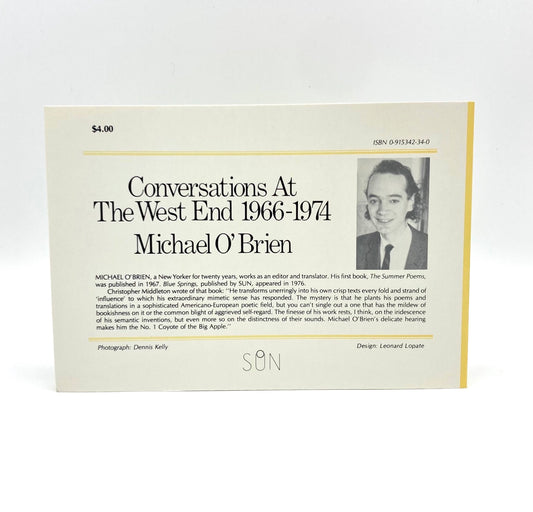 $4.00
ISBN 0-915342-34-0
Conversations At
The West End 1966-1974
Michael O'Brien
MICHAEL O'BRIEN, a New Yorker for twenty years, works as an editor and translator. His first book, The Summer Poems,
was published in 1967. Blue Springs, published by SUN, appeared in 1976.
Christopher Middleton wrote of that book: "He transforms unerringly into his own crisp texts every fold and strand of
'influence' to which his extraordinary mimetic sense has responded. The mystery is that he plants his poems and
translations in a sophisticated Americano-European poetic field, but you can't single out a one that has the mildew of
bookishness on it or the common blight of aggrieved self-regard. The finesse of his work rests, I think, on the iridescence
of his semantic inventions, but even more so on the distinctness of their sounds. Michael O'Brien's delicate hearing
makes him the No. 1 Coyote of the Big Apple."
Photograph: Dennis Kelly
Design: Leonard Lopate
SUN